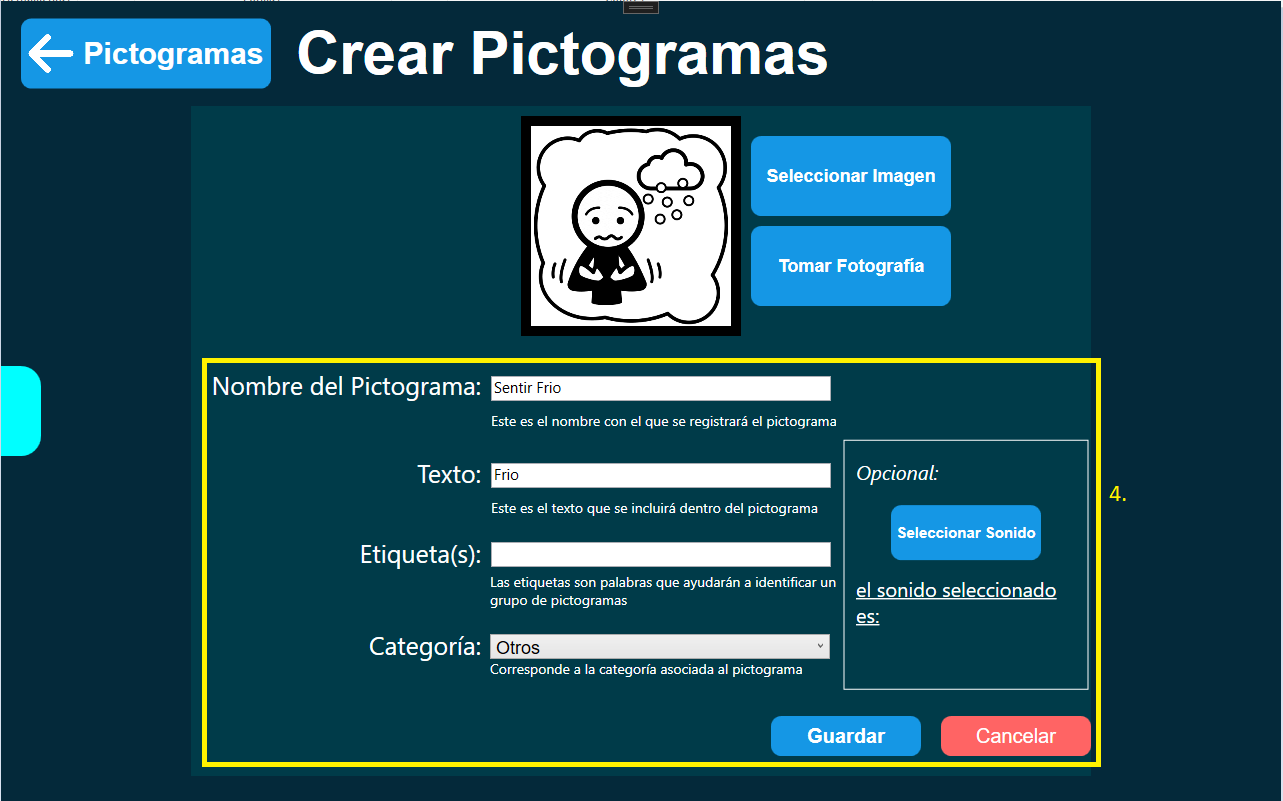 Pictogramas
Crear Pictogramas
Seleccionar Imagen
Tomar Fotografía
Nombre del Pictograma:
Sentir Frio
Este es el nombre con el que se registrará el pictograma
Texto:
Frio
Este es el texto que se incluirá dentro del pictograma
Etiqueta(s):
Las etiquetas son palabras que ayudarán a identificar un
grupo de pictogramas
Categoría:
Otros
Corresponde a la categoría asociada al pictograma
Opcional:
Seleccionar Sonido
el sonido seleccionado
es:
4.
Guardar
Cancelar